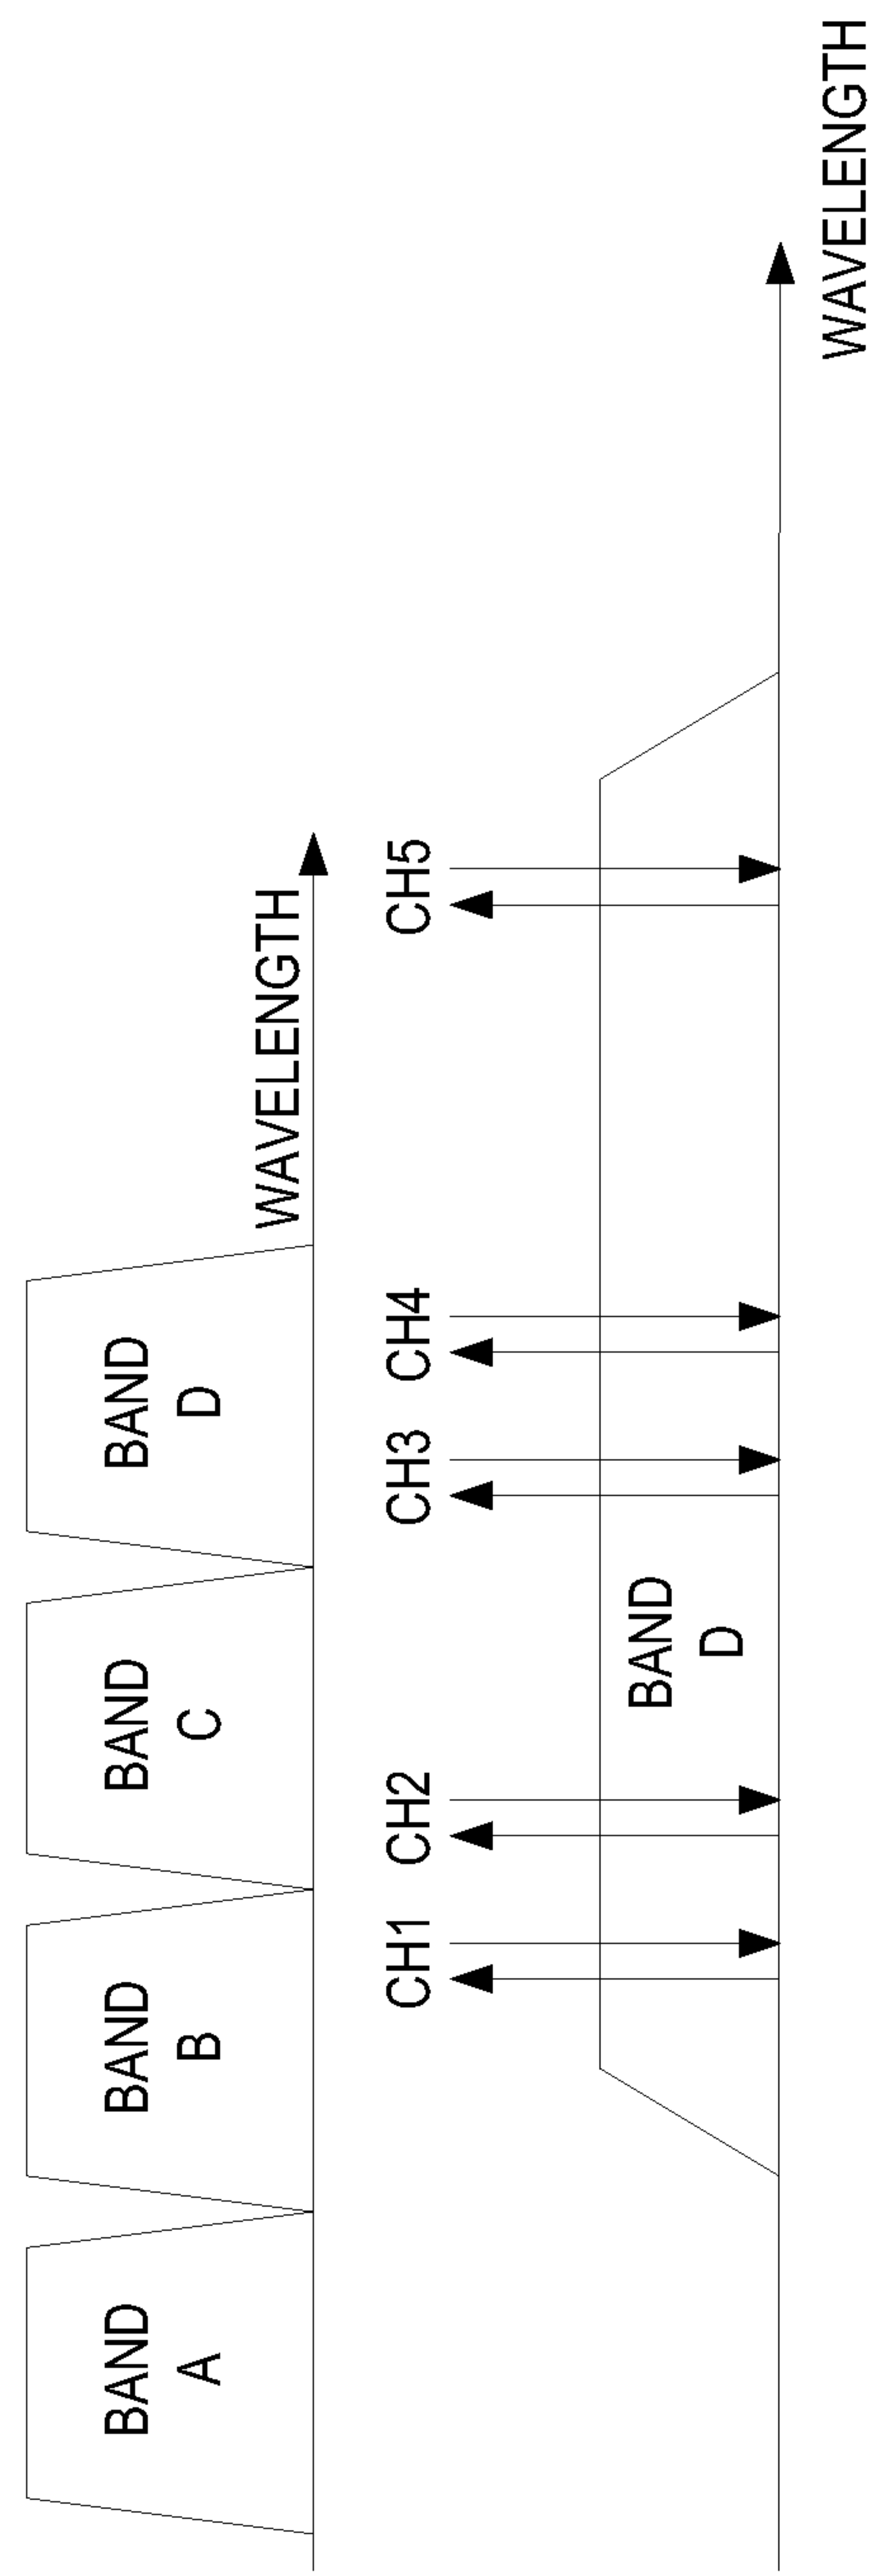 BAND
A
BAND
B
BAND
C
BAND
D
WAVELENGTH
CH1
CH2
CH3
CH4
CH5
BAND
D
WAVELENGTH